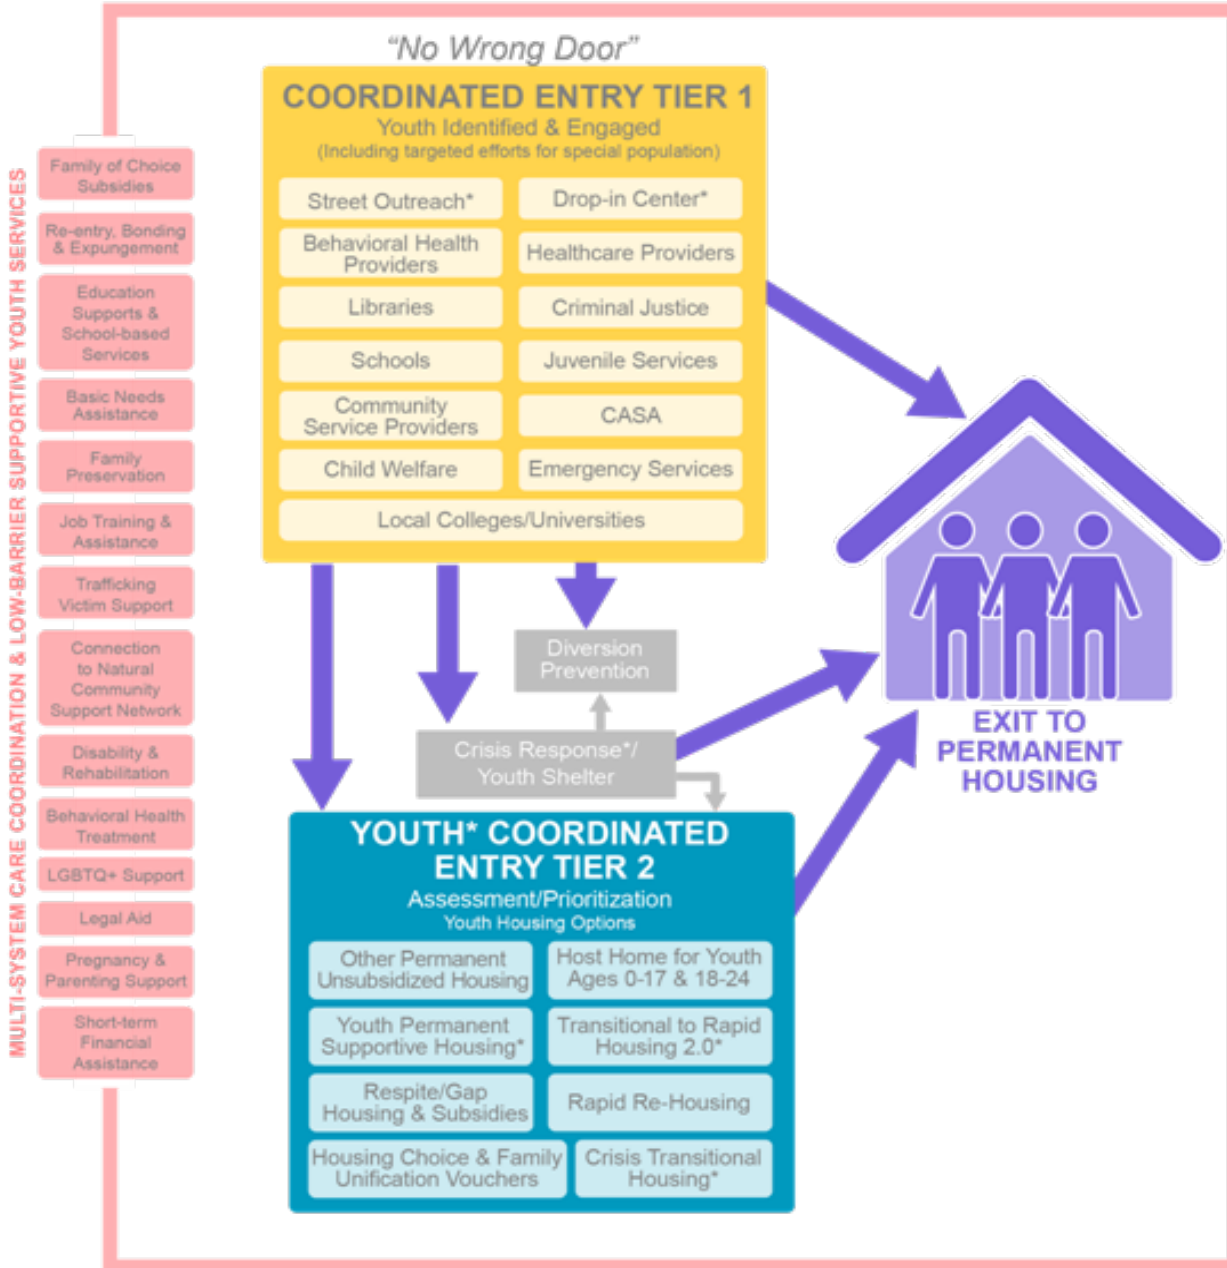 "No Wrong Door"
COORDINATED ENTRY TIER 1
Youth Identified & Engaged
(Including targeted efforts for special population)
Street Outreach*
Drop-in Center*
Behavioral Health
Providers
Healthcare Providers
Libraries
Criminal Justice
Schools
Juvenile Services
Community
Service Providers
CASA
Child Welfare
Emergency Services
Local Colleges/Universities
MULTI-SYSTEM CARE COORDINATION & LOW-BARRIER SUPPORTIVE YOUTH SERVICES
Family of Choice
Subsidies
Re-entry, Bonding
& Expungement
Education
Supports &
School-based
Services
Basic Needs
Assistance
Family
Preservation
Job Training &
Assistance
Trafficking
Victim Support
Connection
to Natural
Community
Support Network
Disability &
Rehabilitation
Behavioral Health
Treatment
LGBTQ+ Support
Legal Aid
Pregnancy &
Parenting Support
Short-term
Financial
Assistance
Diversion
Prevention
Crisis Response*/
Youth Shelter
EXIT TO
PERMANENT
HOUSING
YOUTH* COORDINATED
ENTRY TIER 2
Assessment/Prioritization
Youth Housing Options
Other Permanent
Unsubsidized Housing
Host Home for Youth
Ages 0-17 & 18-24
Youth Permanent
Supportive Housing*
Transitional to Rapid
Housing 2.0*
Respite/Gap
Housing & Subsidies
Rapid Re-Housing
Housing Choice & Family
Unification Vouchers
Crisis Transitional
Housing*